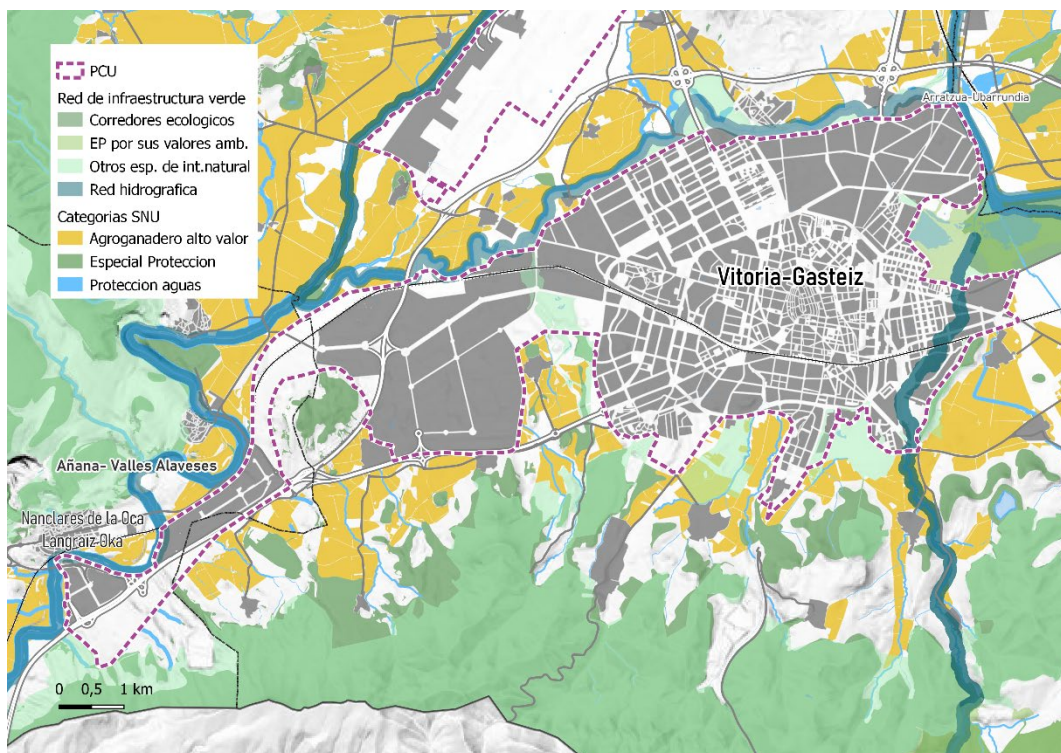 PCU
Red de infraestructura verde
Corredores ecologicos
EP por sus valores amb.
Otros esp. de int.natural
Red hidrografica
Categorias SNU
Agroganadero alto valor
Especial Proteccion
Proteccion aguas
Arratzua-Ubarrundia
Vitoria-Gasteiz
Añana- Valles Alaveses
Nanclares de la Oca
Langraiz Oka
0 0,5 1 km